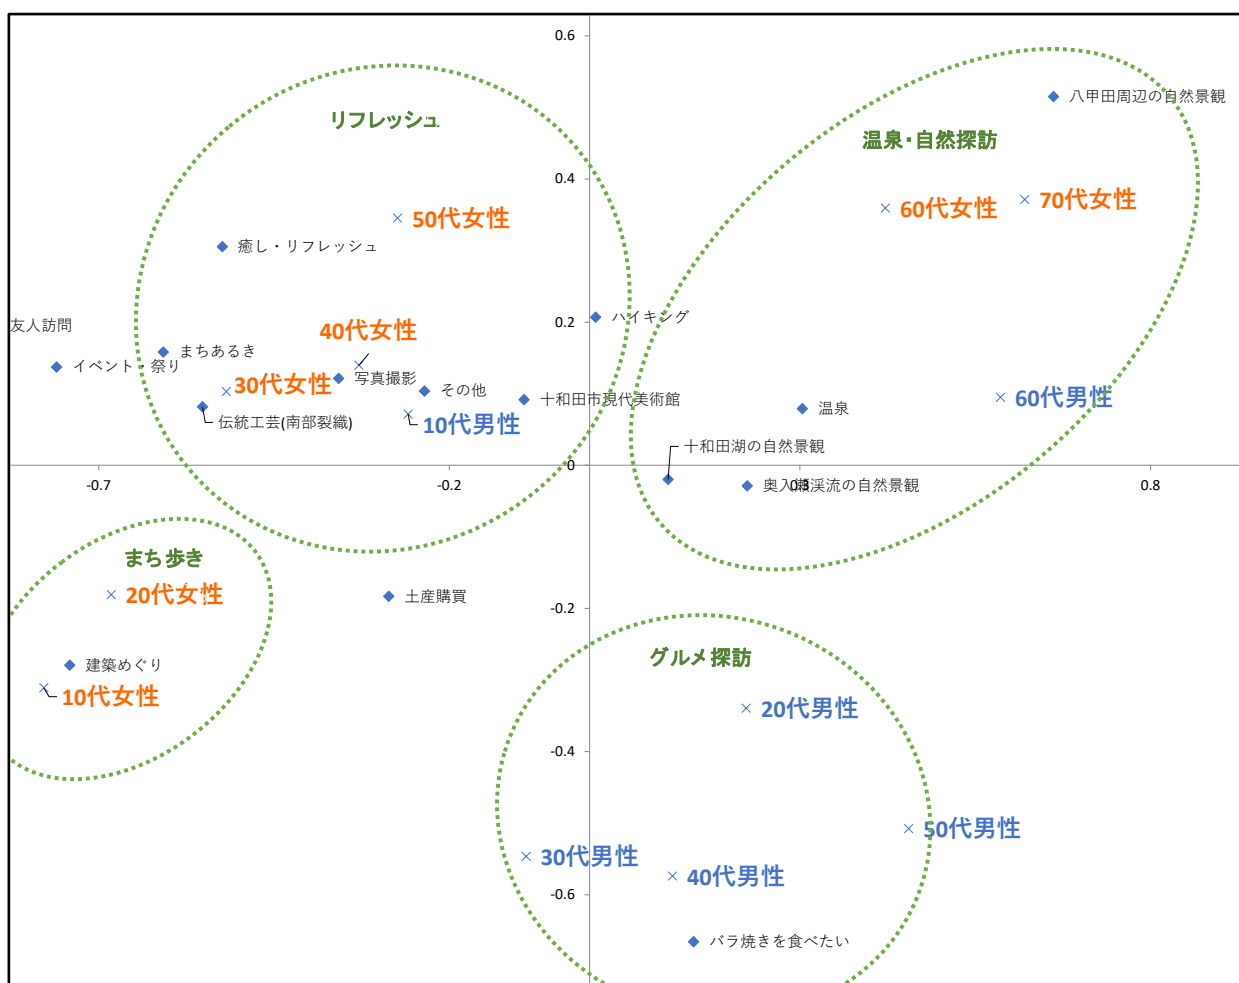 0.6
八甲田周辺の自然景観
リフレッシュ
温泉・自然探訪
0.4
50代女性
60代女性
70代女性
癒し・リフレッシュ
友人訪問
0.2
ハイキング
40代女性
まちあるき
イベント・祭り
30代女性
写真撮影
その他
十和田市現代美術館
60代男性
伝統工芸(南部裂織)
10代男性
温泉
十和田湖の自然景観
0
-0.7
-0.2
0.3
0.8
奥入瀬渓流の自然景観
まち歩き
20代女性
土産購買
-0.2
建築めぐり
グルメ探訪
10代女性
20代男性
-0.4
50代男性
30代男性
40代男性
-0.6
バラ焼きを食べたい